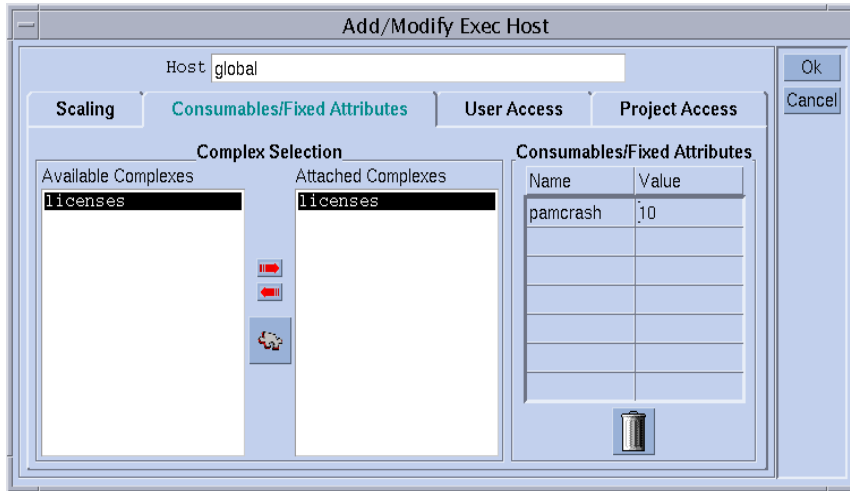 Add/Modify Exec Host
Host global
Ok
Cancel
Scaling Consumables/Fixed Attributes User Access Project Access
Complex Selection
Available Complexes Attached Complexes
licenses licenses
Consumables/Fixed Attributes
Name Value
pamcrash 10